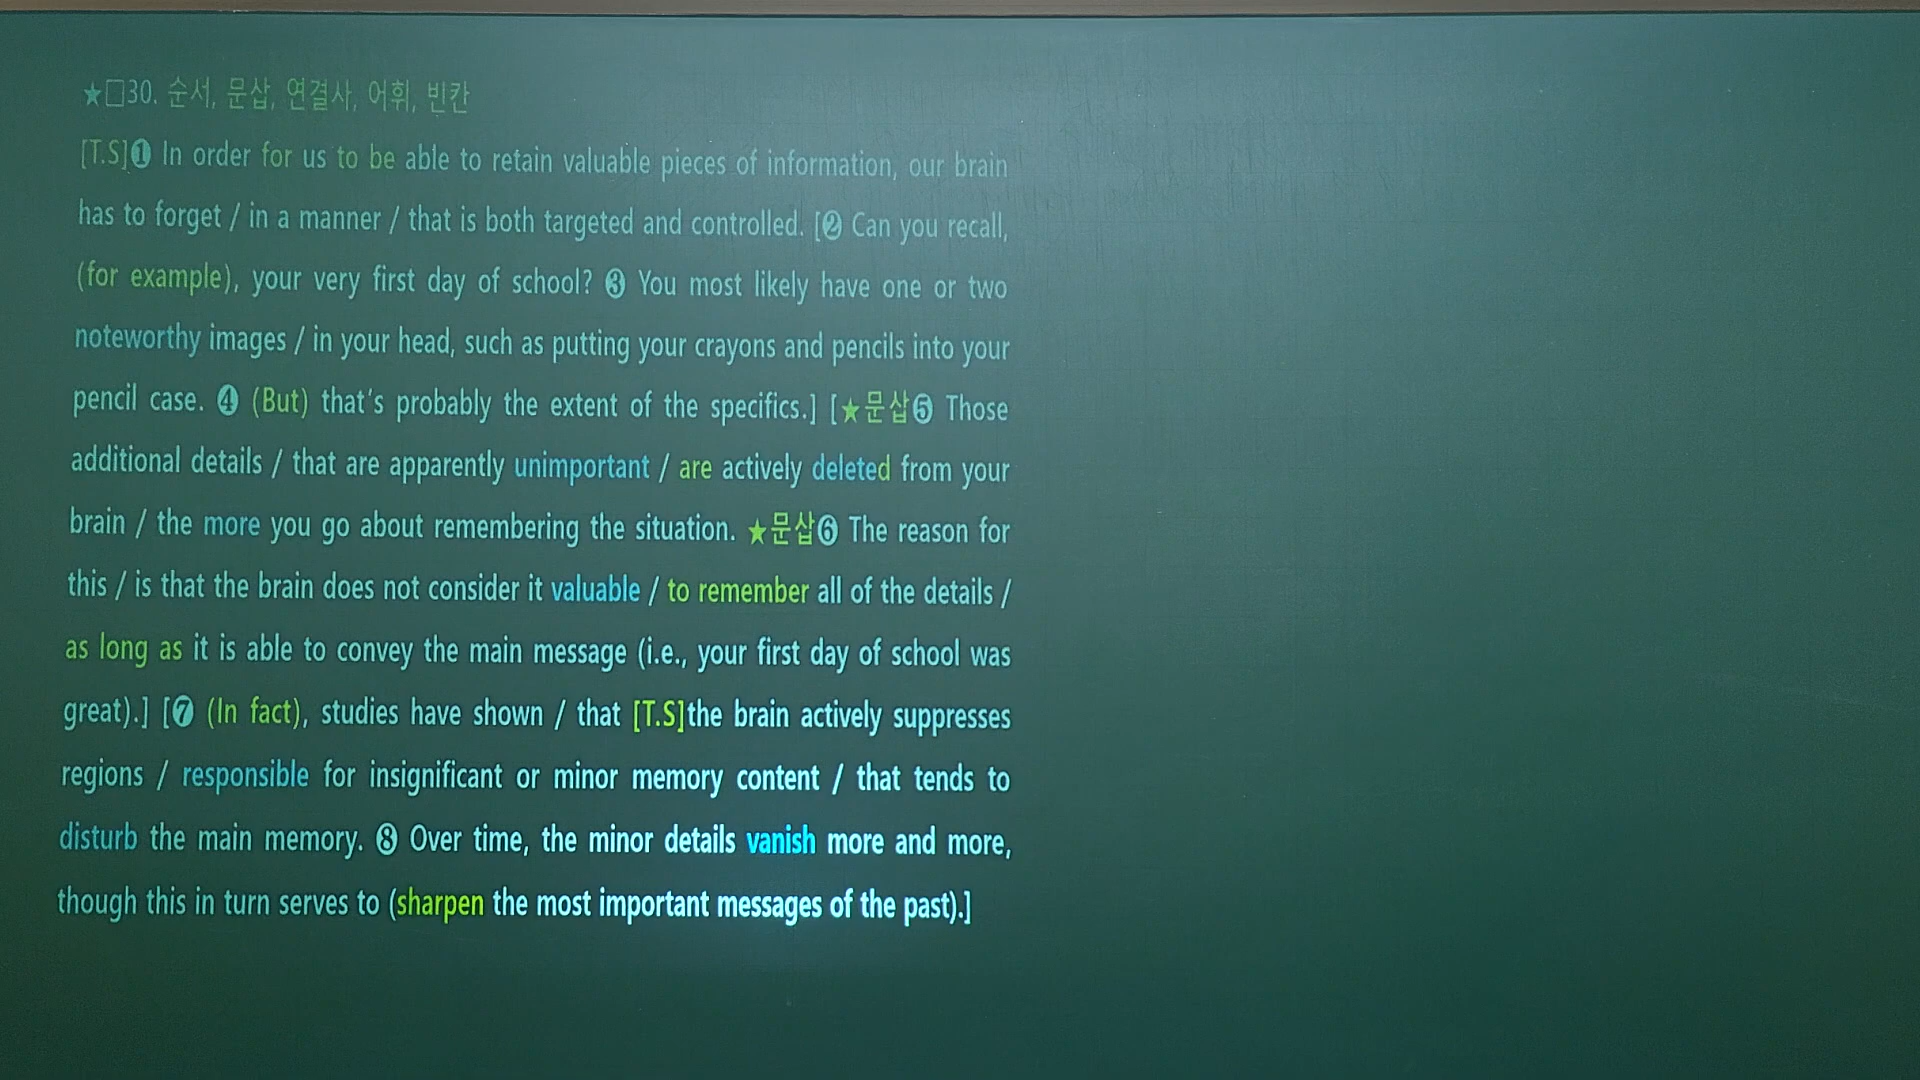 ★□30. 순서, 문삽, 연결사, 어휘, 빈칸
[T.S]❶ In order for us to be able to retain valuable pieces of information, our brain
has to forget / in a manner / that is both targeted and controlled. [❷ Can you recall,
(for example), your very first day of school? ❸ You most likely have one or two
noteworthy images / in your head, such as putting your crayons and pencils into your
pencil case. ❹ (But) that's probably the extent of the specifics.] [★문삽❺ Those
additional details / that are apparently unimportant / are actively deleted from your
brain / the more you go about remembering the situation. ★문삽❻ The reason for
this / is that the brain does not consider it valuable / to remember all of the details /
as long as it is able to convey the main message (i.e., your first day of school was
great).] [❼ (In fact), studies have shown / that [T.S]the brain actively suppresses
regions / responsible for insignificant or minor memory content / that tends to
disturb the main memory. ❽ Over time, the minor details vanish more and more,
though this in turn serves to (sharpen the most important messages of the past).]